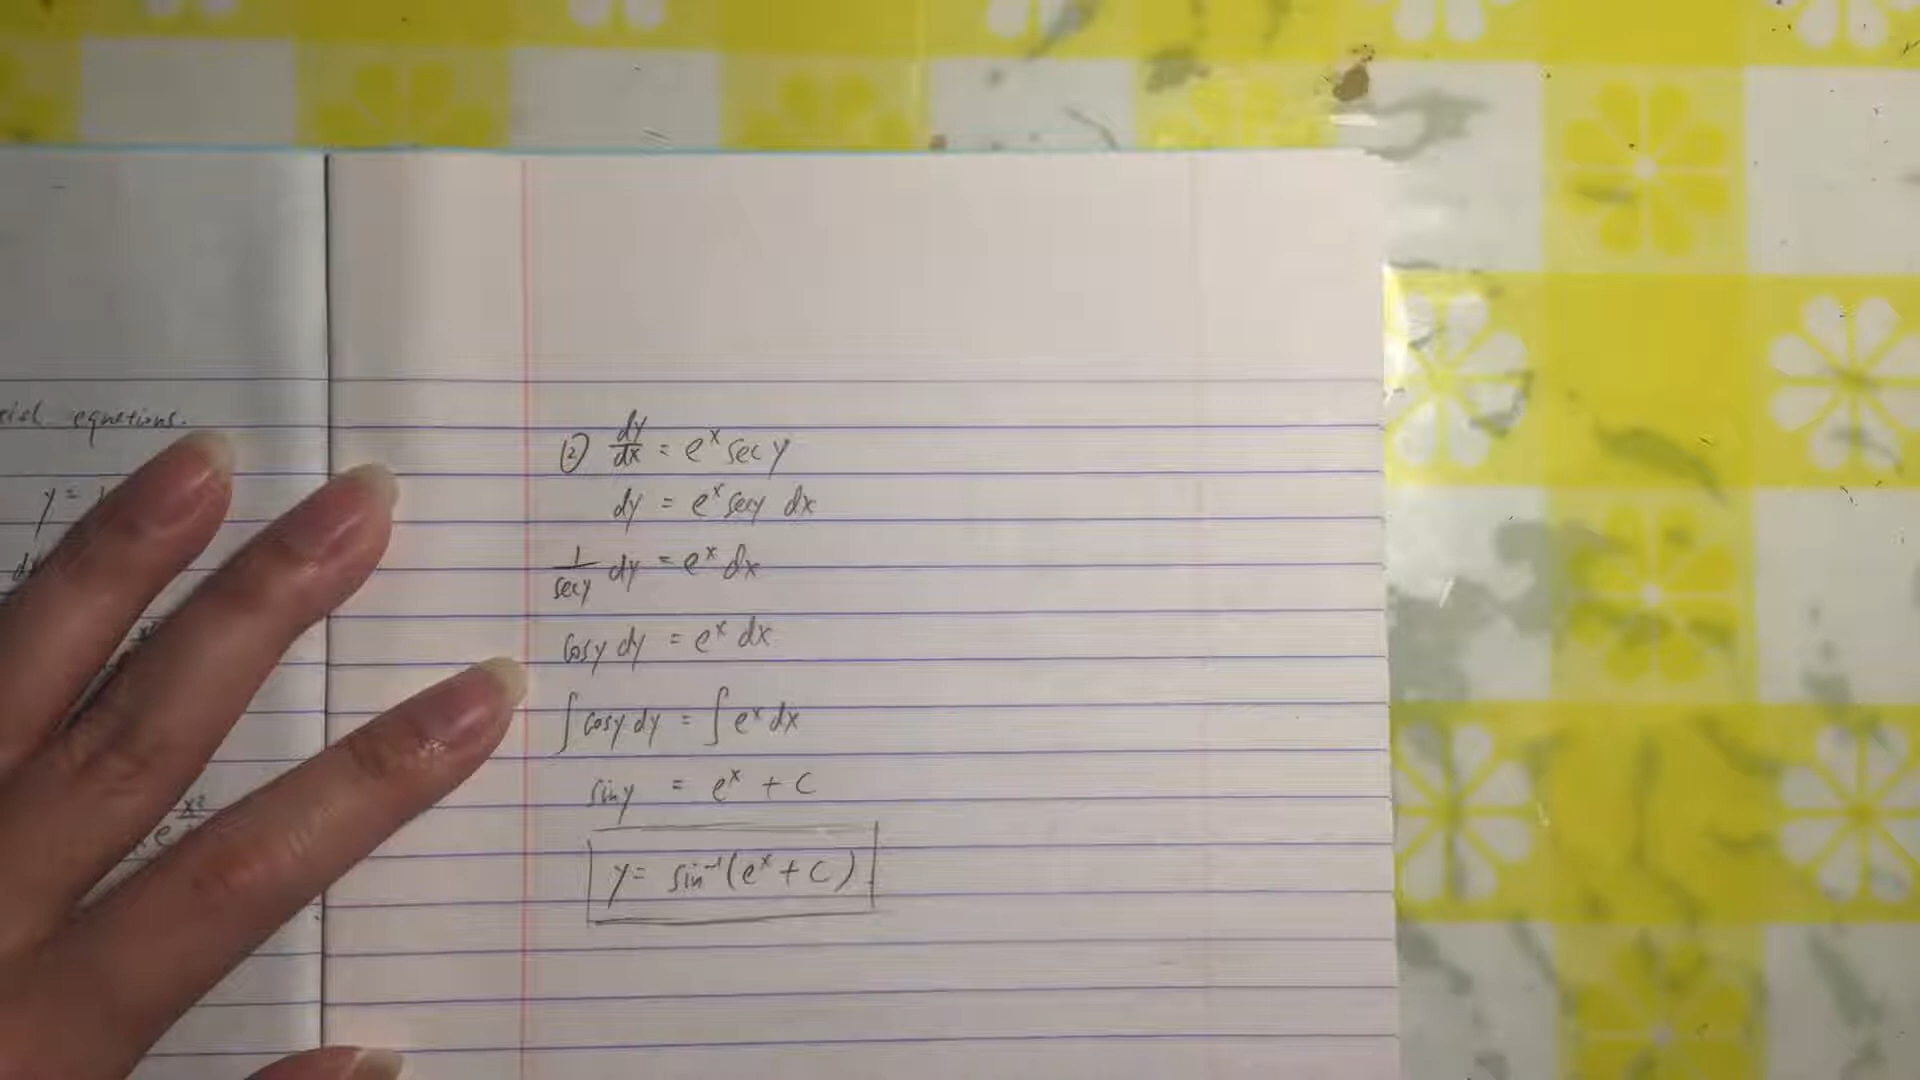 equations.
y =
② dy/dx = e^x sec y
dy = e^x sec y dx
1/sec y dy = e^x dx
cos y dy = e^x dx
∫ cos y dy = ∫ e^x dx
sin y = e^x + C
y = sin⁻¹(e^x + C)